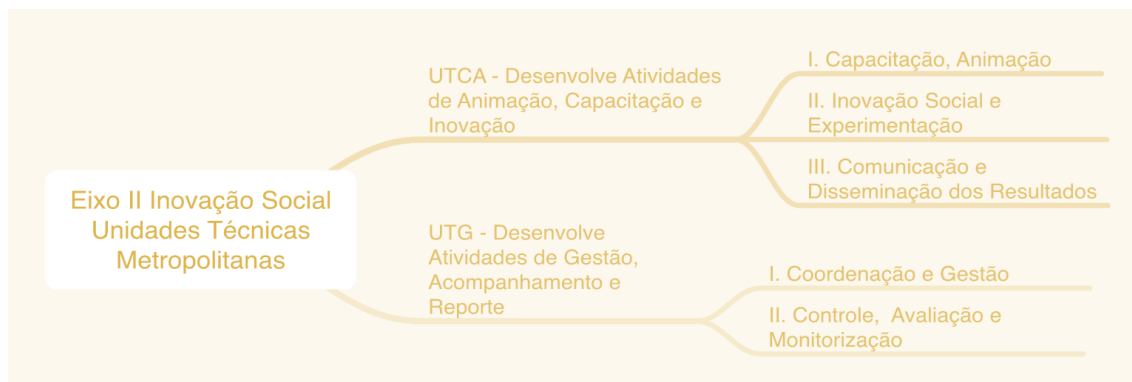 Eixo II Inovação Social
Unidades Técnicas
Metropolitanas
UTCA - Desenvolve Atividades
de Animação, Capacitação e
Inovação
I. Capacitação, Animação
II. Inovação Social e
Experimentação
III. Comunicação e
Disseminação dos Resultados
UTG - Desenvolve
Atividades de Gestão,
Acompanhamento e
Reporte
I. Coordenação e Gestão
II. Controle,  Avaliação e
Monitorização